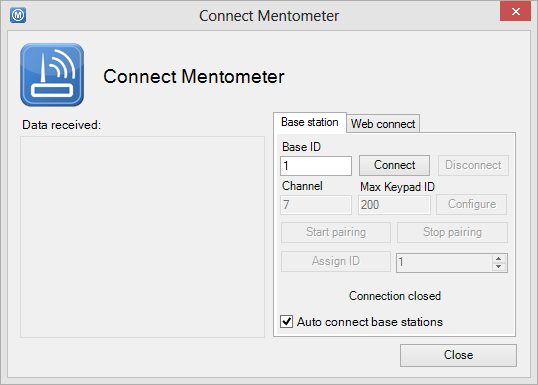 Connect Mentometer
Connect Mentometer
Data received:
Base station Web connect
Base ID
1 Connect Disconnect
Channel Max Keypad ID
7 200 Configure
Start pairing Stop pairing
Assign ID 1
Connection closed
Auto connect base stations
Close